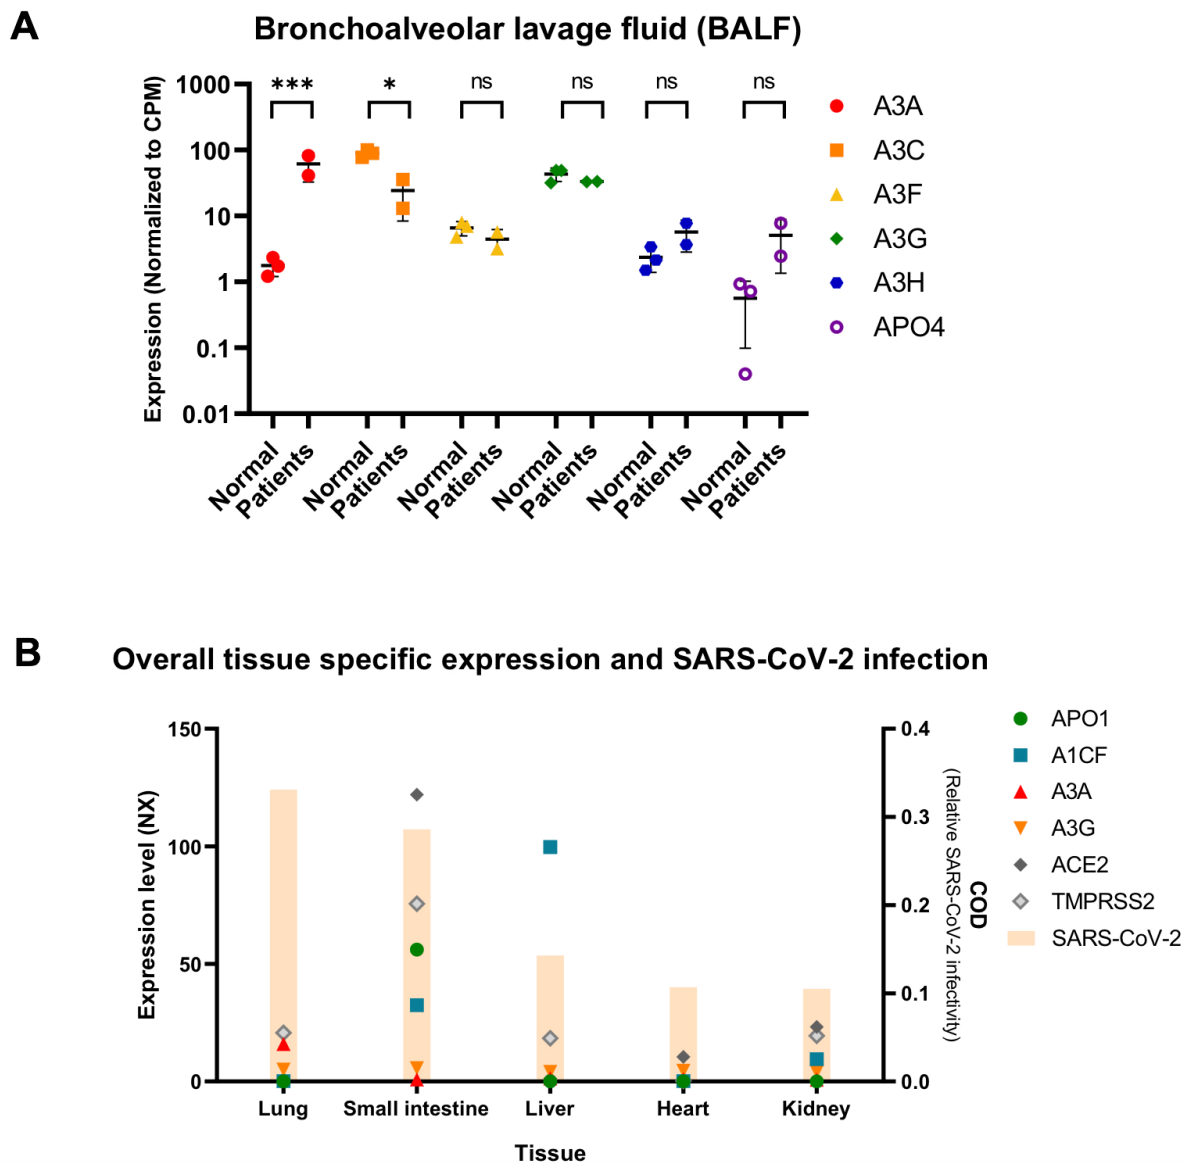 A
Bronchoalveolar lavage fluid (BALF)
Expression (Normalized to CPM)
1000
100
10
1
0.1
0.01
***
*
ns
ns
ns
ns
Normal
Patients
Normal
Patients
Normal
Patients
Normal
Patients
Normal
Patients
Normal
Patients
A3A
A3C
A3F
A3G
A3H
APO4
B
Overall tissue specific expression and SARS-CoV-2 infection
Expression level (NX)
150
100
50
0
0.4
0.3
0.2
0.1
0.0
COD
(Relative SARS-CoV-2 infectivity)
Lung
Small intestine
Liver
Heart
Kidney
Tissue
APO1
A1CF
A3A
A3G
ACE2
TMPRSS2
SARS-CoV-2